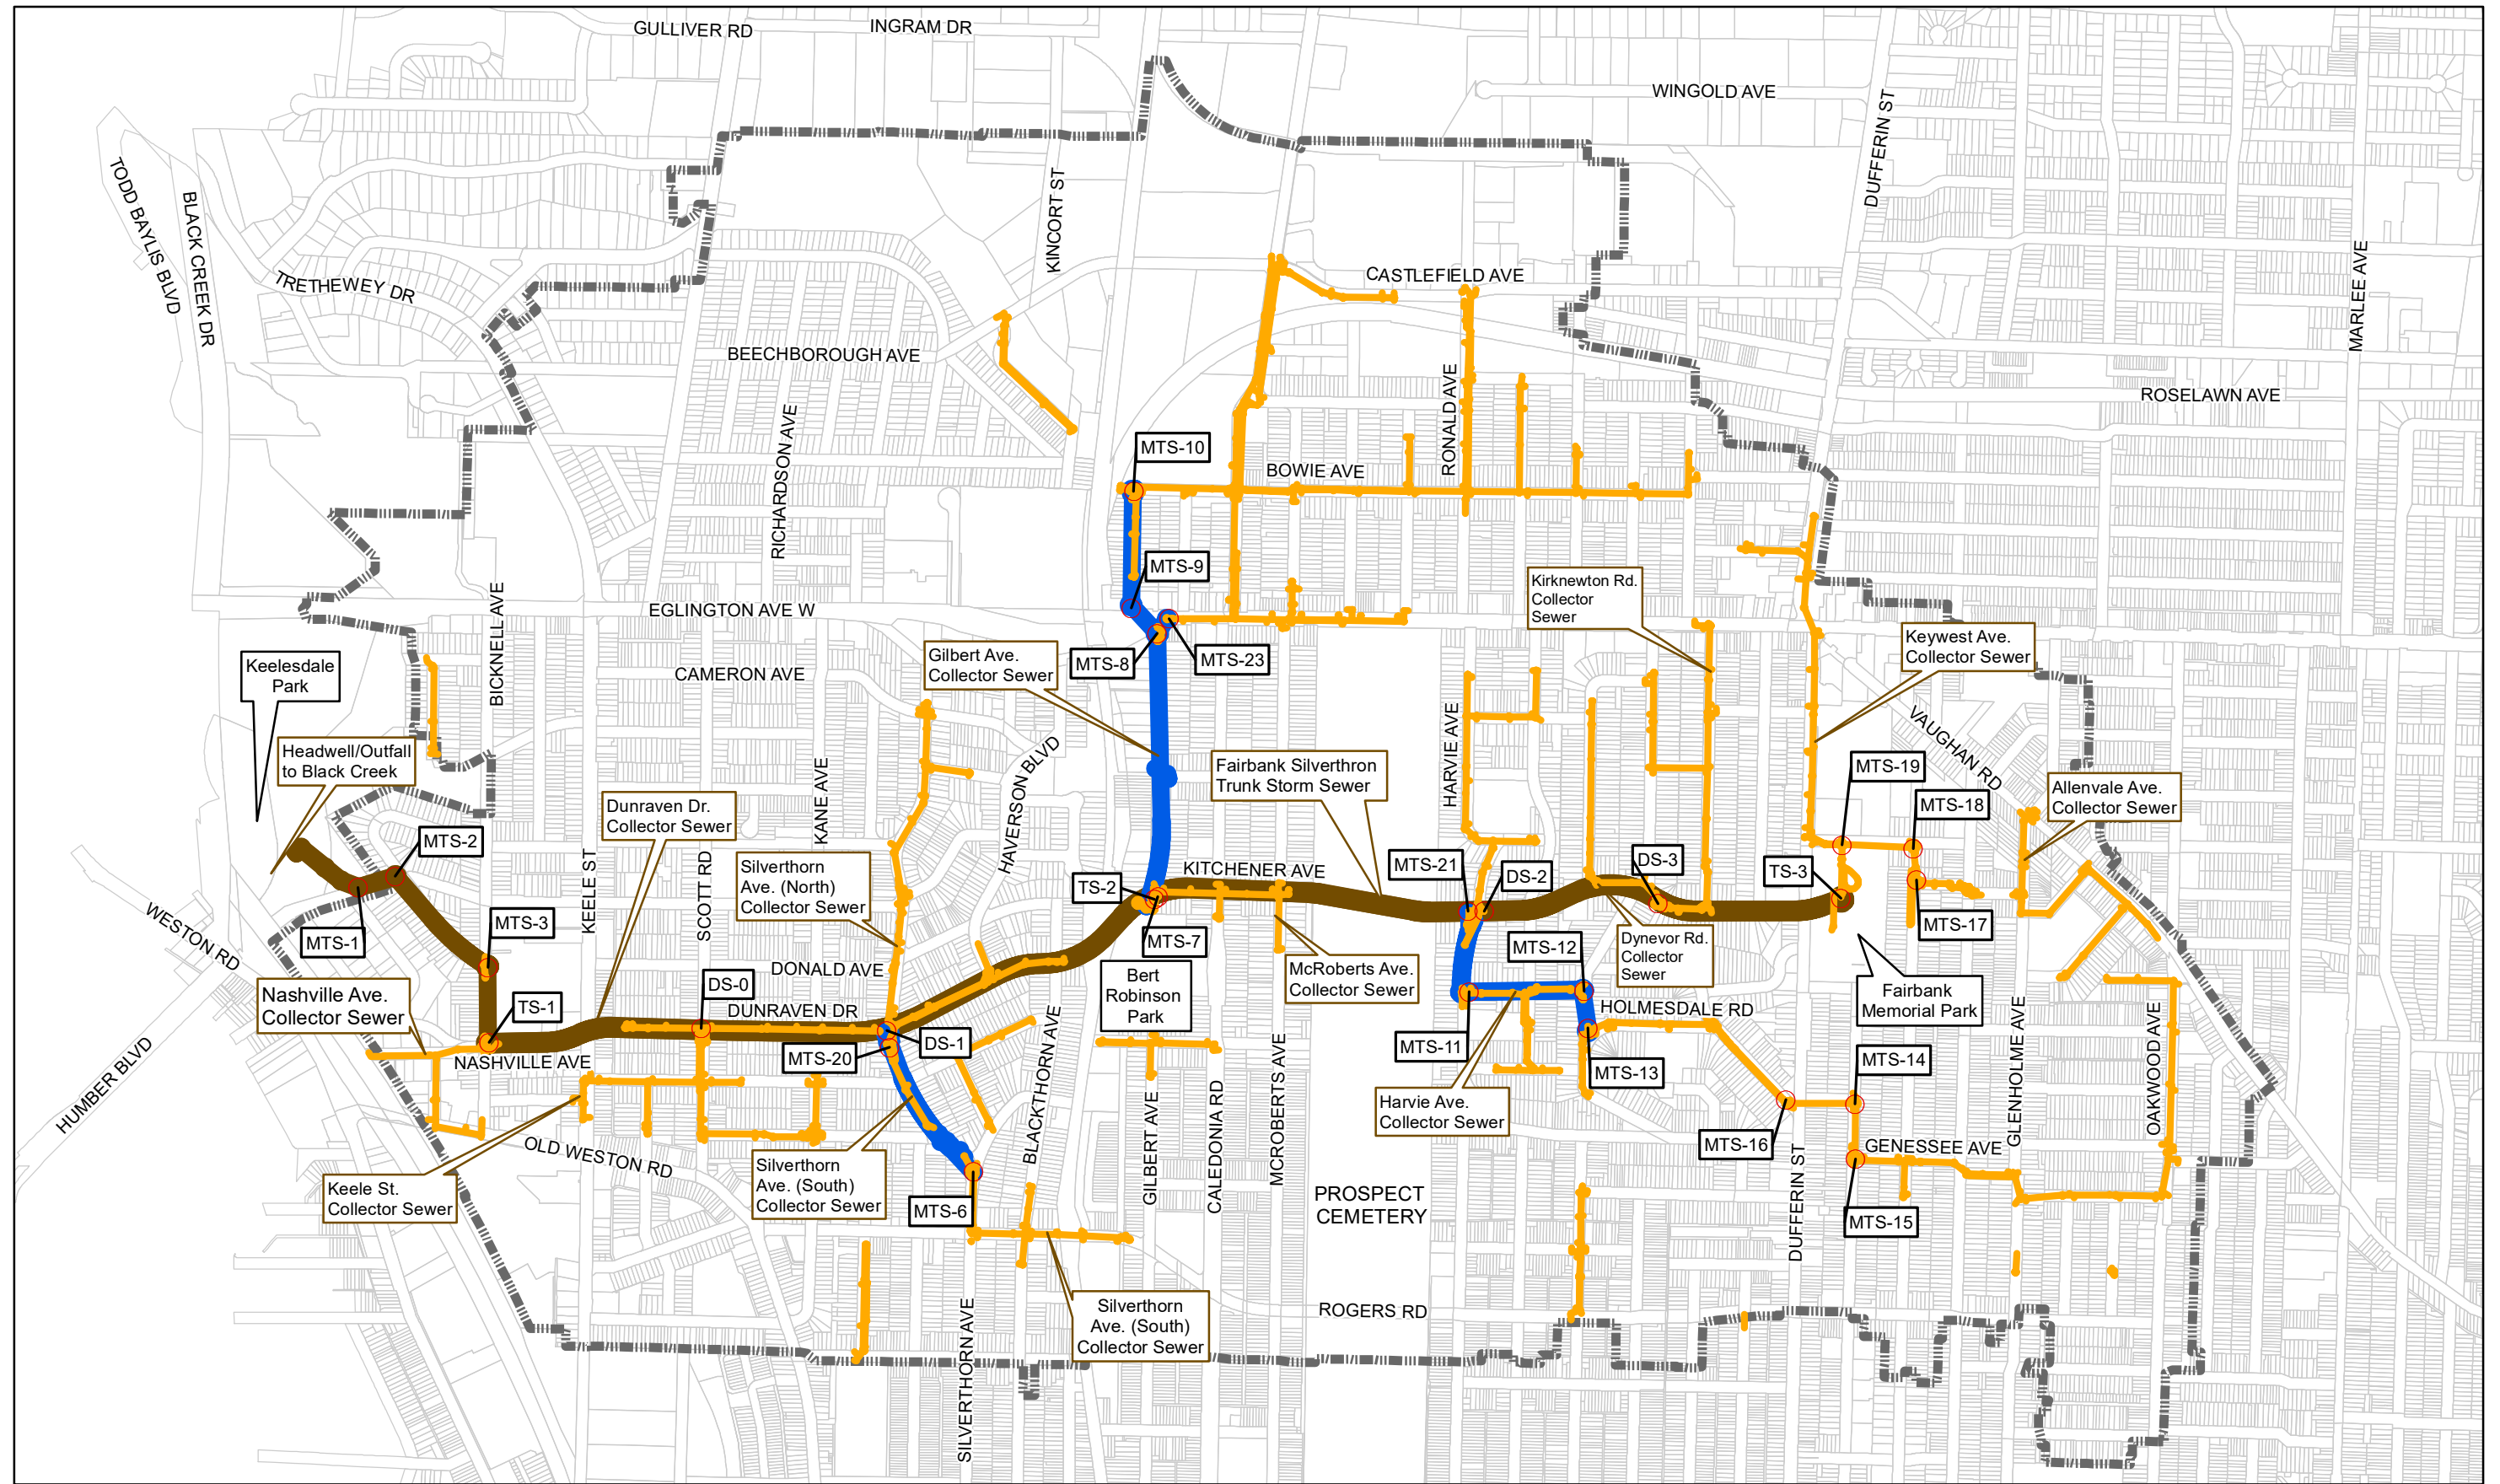 GULLIVER RD
INGRAM DR
WINGOLD AVE
DUFFERIN ST
TODD BAYLIS BLVD
BLACK CREEK DR
KINCORT ST
TRETHEWEY DR
CASTLEFIELD AVE
MARLEE AVE
BEECHBOROUGH AVE
ROSELAWN AVE
RICHARDSON AVE
RONALD AVE
MTS-10
BOWIE AVE
MTS-9
EGLINGTON AVE W
BICKNELL AVE
Kirknewton Rd.
Collector
Sewer
Keywest Ave.
Collector Sewer
MTS-8
MTS-23
Gilbert Ave.
Collector Sewer
CAMERON AVE
Keelesdale
Park
HARVIE AVE
VAUGHAN RD
Headwell/Outfall
to Black Creek
HAVERSON BLVD
Fairbank Silverthron
Trunk Storm Sewer
MTS-19
MTS-18
Allenvale Ave.
Collector Sewer
Dunraven Dr.
Collector Sewer
KANE AVE
MTS-2
KEELE ST
SCOTT RD
Silverthorn
Ave. (North)
Collector Sewer
KITCHENER AVE
TS-2
MTS-21
DS-2
DS-3
TS-3
MTS-1
MTS-3
WESTON RD
MTS-7
MTS-12
MTS-17
Dynevor Rd.
Collector
Sewer
DONALD AVE
McRoberts Ave.
Collector Sewer
Bert
Robinson
Park
Fairbank
Memorial Park
Nashville Ave.
Collector Sewer
TS-1
DS-0
DUNRAVEN DR
HOLMESDALE RD
OAKWOOD AVE
GLENHOLME AVE
DS-1
MTS-20
MTS-11
MTS-13
MTS-14
NASHVILLE AVE
HUMBER BLVD
BLACKTHORN AVE
GILBERT AVE
CALEDONIA RD
MCROBERTS AVE
Harvie Ave.
Collector Sewer
MTS-16
GENESSEE AVE
OLD WESTON RD
Silverthorn
Ave. (South)
Collector Sewer
Keele St.
Collector Sewer
MTS-6
PROSPECT
CEMETERY
DUFFERIN ST
MTS-15
Silverthorn
Ave. (South)
Collector Sewer
ROGERS RD
SILVERTHORN AVE